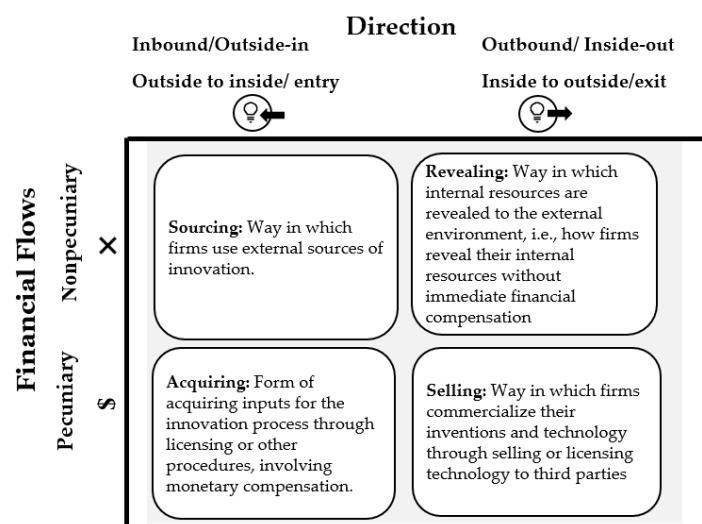 Direction
Inbound/Outside-in
Outside to inside/ entry
Outbound/ Inside-out
Inside to outside/exit
Financial Flows
Nonpecuniary
Sourcing: Way in which
firms use external sources of
innovation.
Revealing: Way in which
internal resources are
revealed to the external
environment, i.e., how firms
reveal their internal
resources without
immediate financial
compensation
Pecuniary
$
Acquiring: Form of
acquiring inputs for the
innovation process through
licensing or other
procedures, involving
monetary compensation.
Selling: Way in which firms
commercialize their
inventions and technology
through selling or licensing
technology to third parties